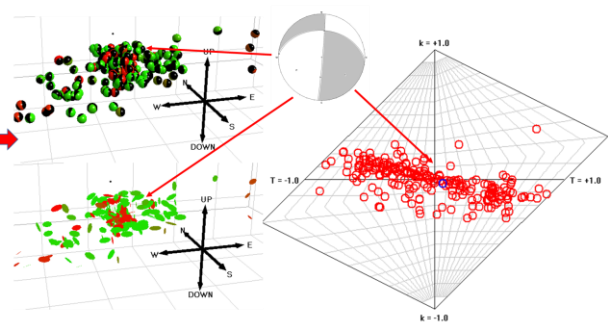 UP
N
W
E
S
DOWN
UP
N
W
E
S
DOWN
k = +1.0
T = -1.0
T = +1.0
k = -1.0